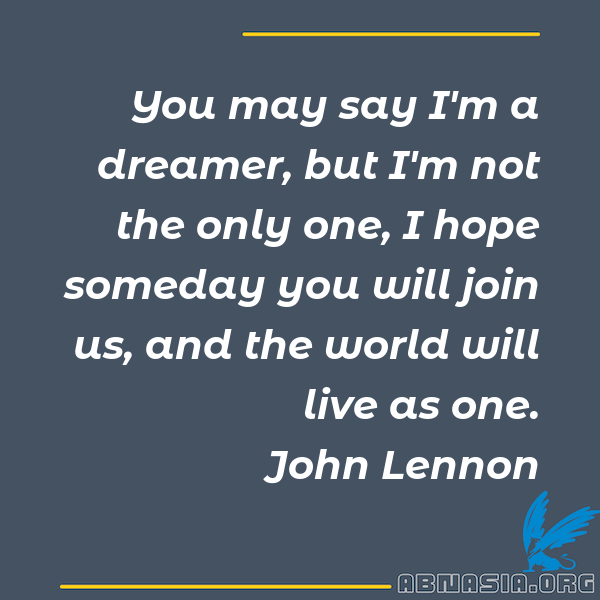 You may say I'm a
dreamer, but I'm not
the only one, I hope
someday you will join
us, and the world will
live as one.
John Lennon
ABNASIA.ORG